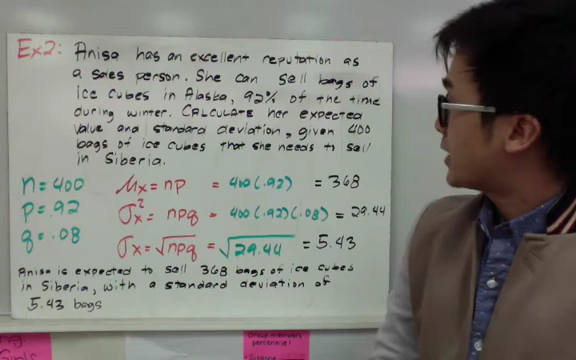 Ex2: Anisa has an excellent reputation as
a sales person. She can sell bags of
ice cubes in Alaska, 92% of the time
during winter. CALCULATE her expected
value and standard deviation, given 400
bags of ice cubes that she needs to sell
in Siberia.
n=400 μx = np = 400(.92) = 368
p=.92 σx² = npq = 400(.92)(.08) = 29.44
q=.08 σx = √npq = √29.44 = 5.43
Anisa is expected to sell 368 bags of ice cubes
in Siberia, with a standard deviation of
5.43 bags
Group members